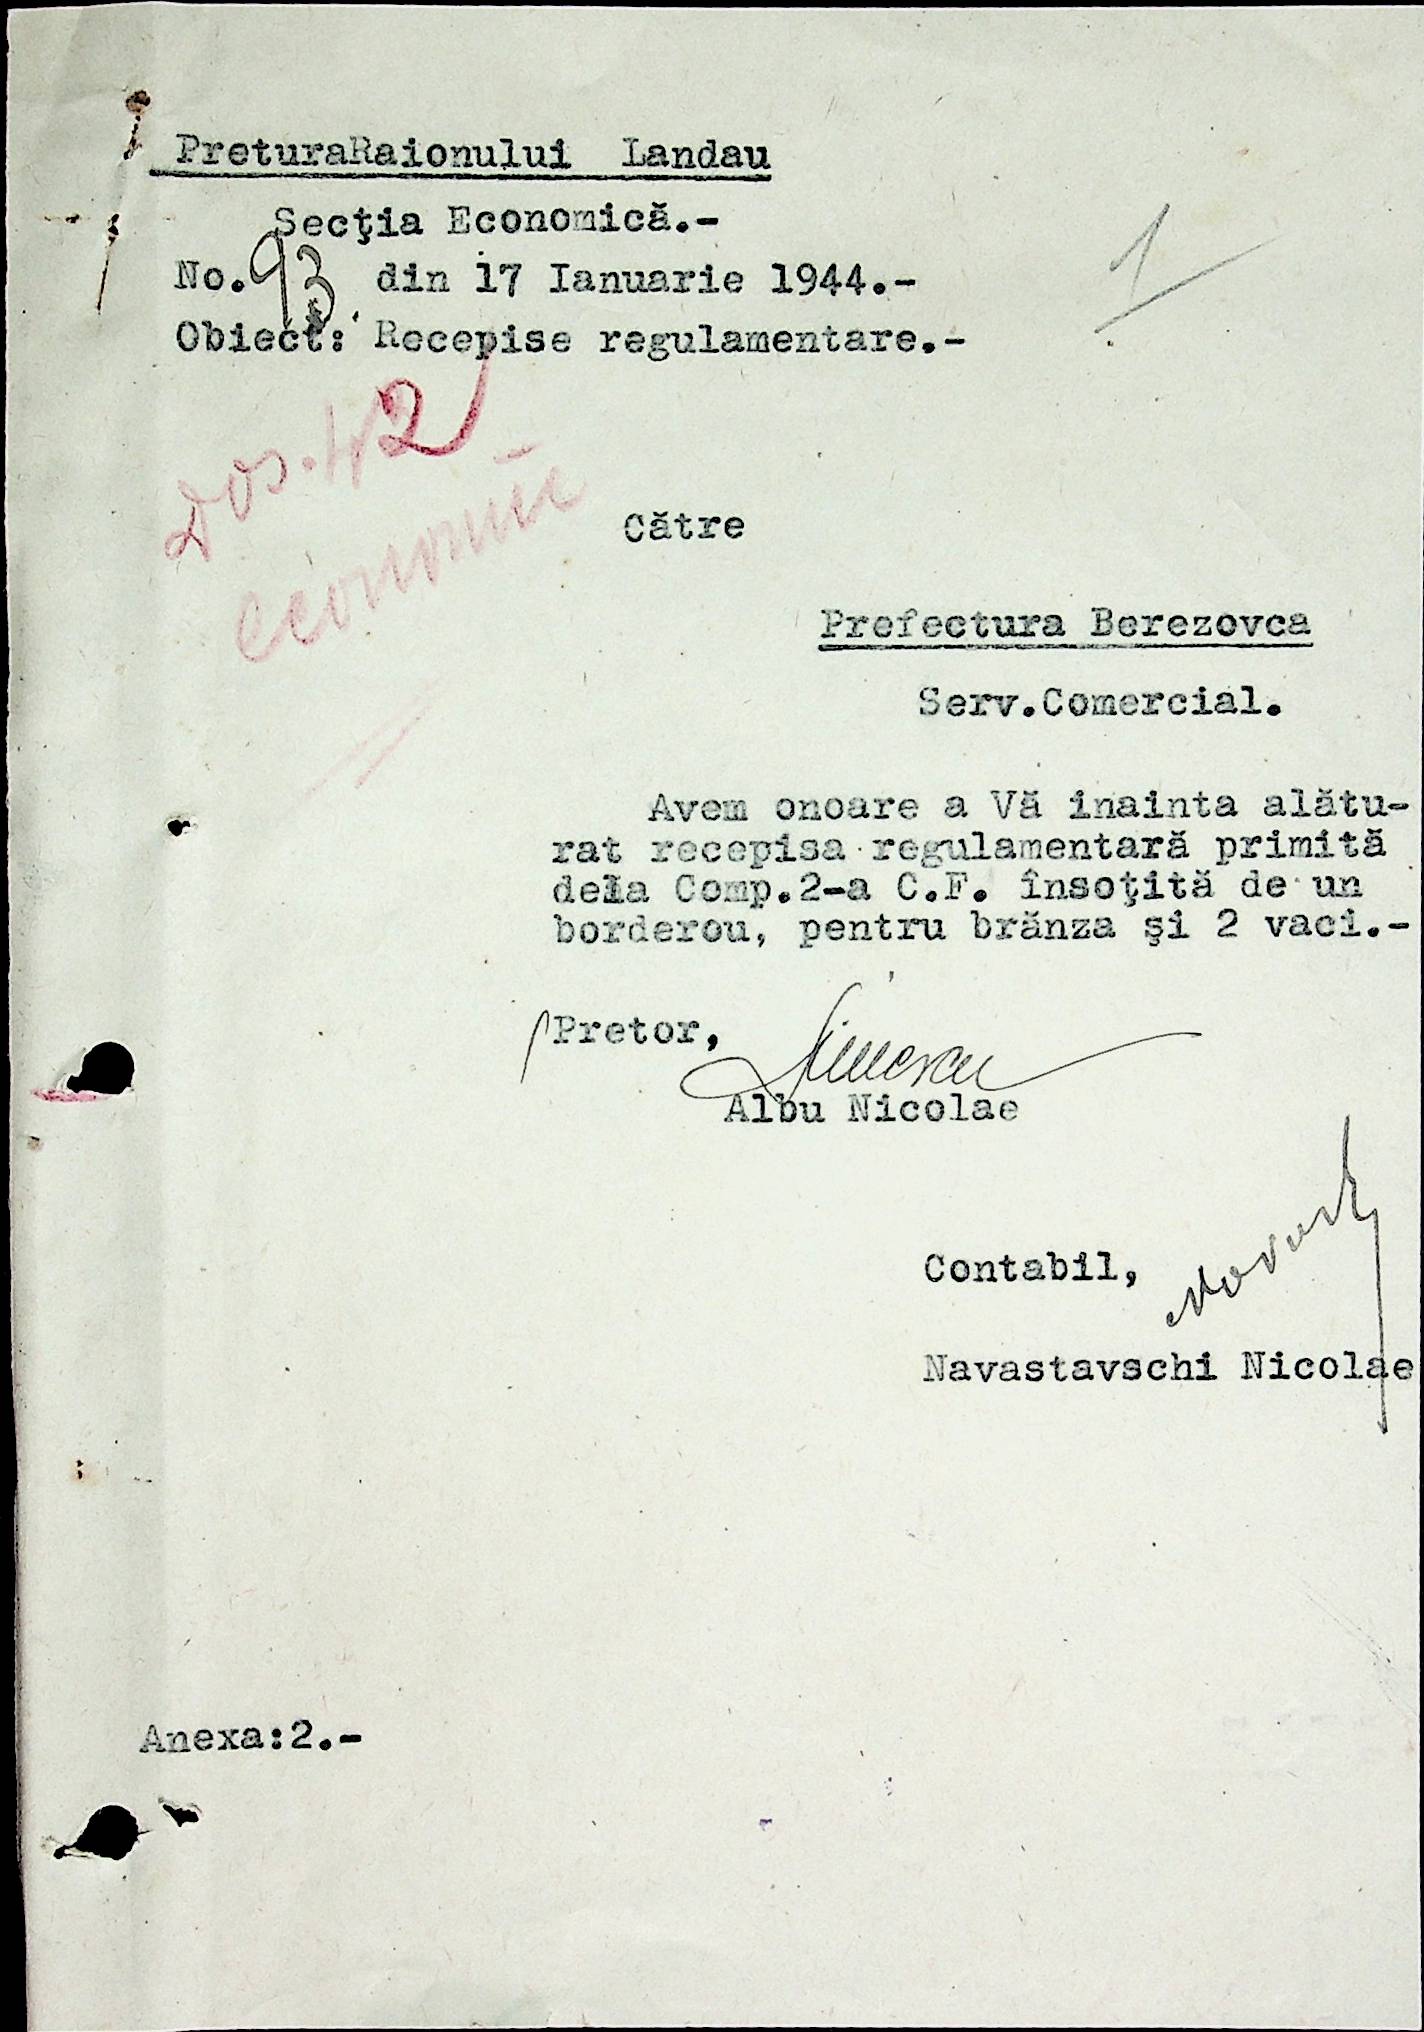 PreturaRaionului Landau
Secţia Economică.-
No. 93 din 17 Ianuarie 1944.-
1
Obiect: Recepise regulamentare.-
Dos. 42
economic
Către
Prefectura Berezovca
Serv.Comercial.
Avem onoare a Vă inainta alătu-
rat recepisa regulamentară primită
dela Comp.2-a C.F. însoţită de un
borderou, pentru brănza şi 2 vaci.-
Pretor,
Albu Nicolae
Contabil,
Navastavschi Nicolae
Anexa:2.-